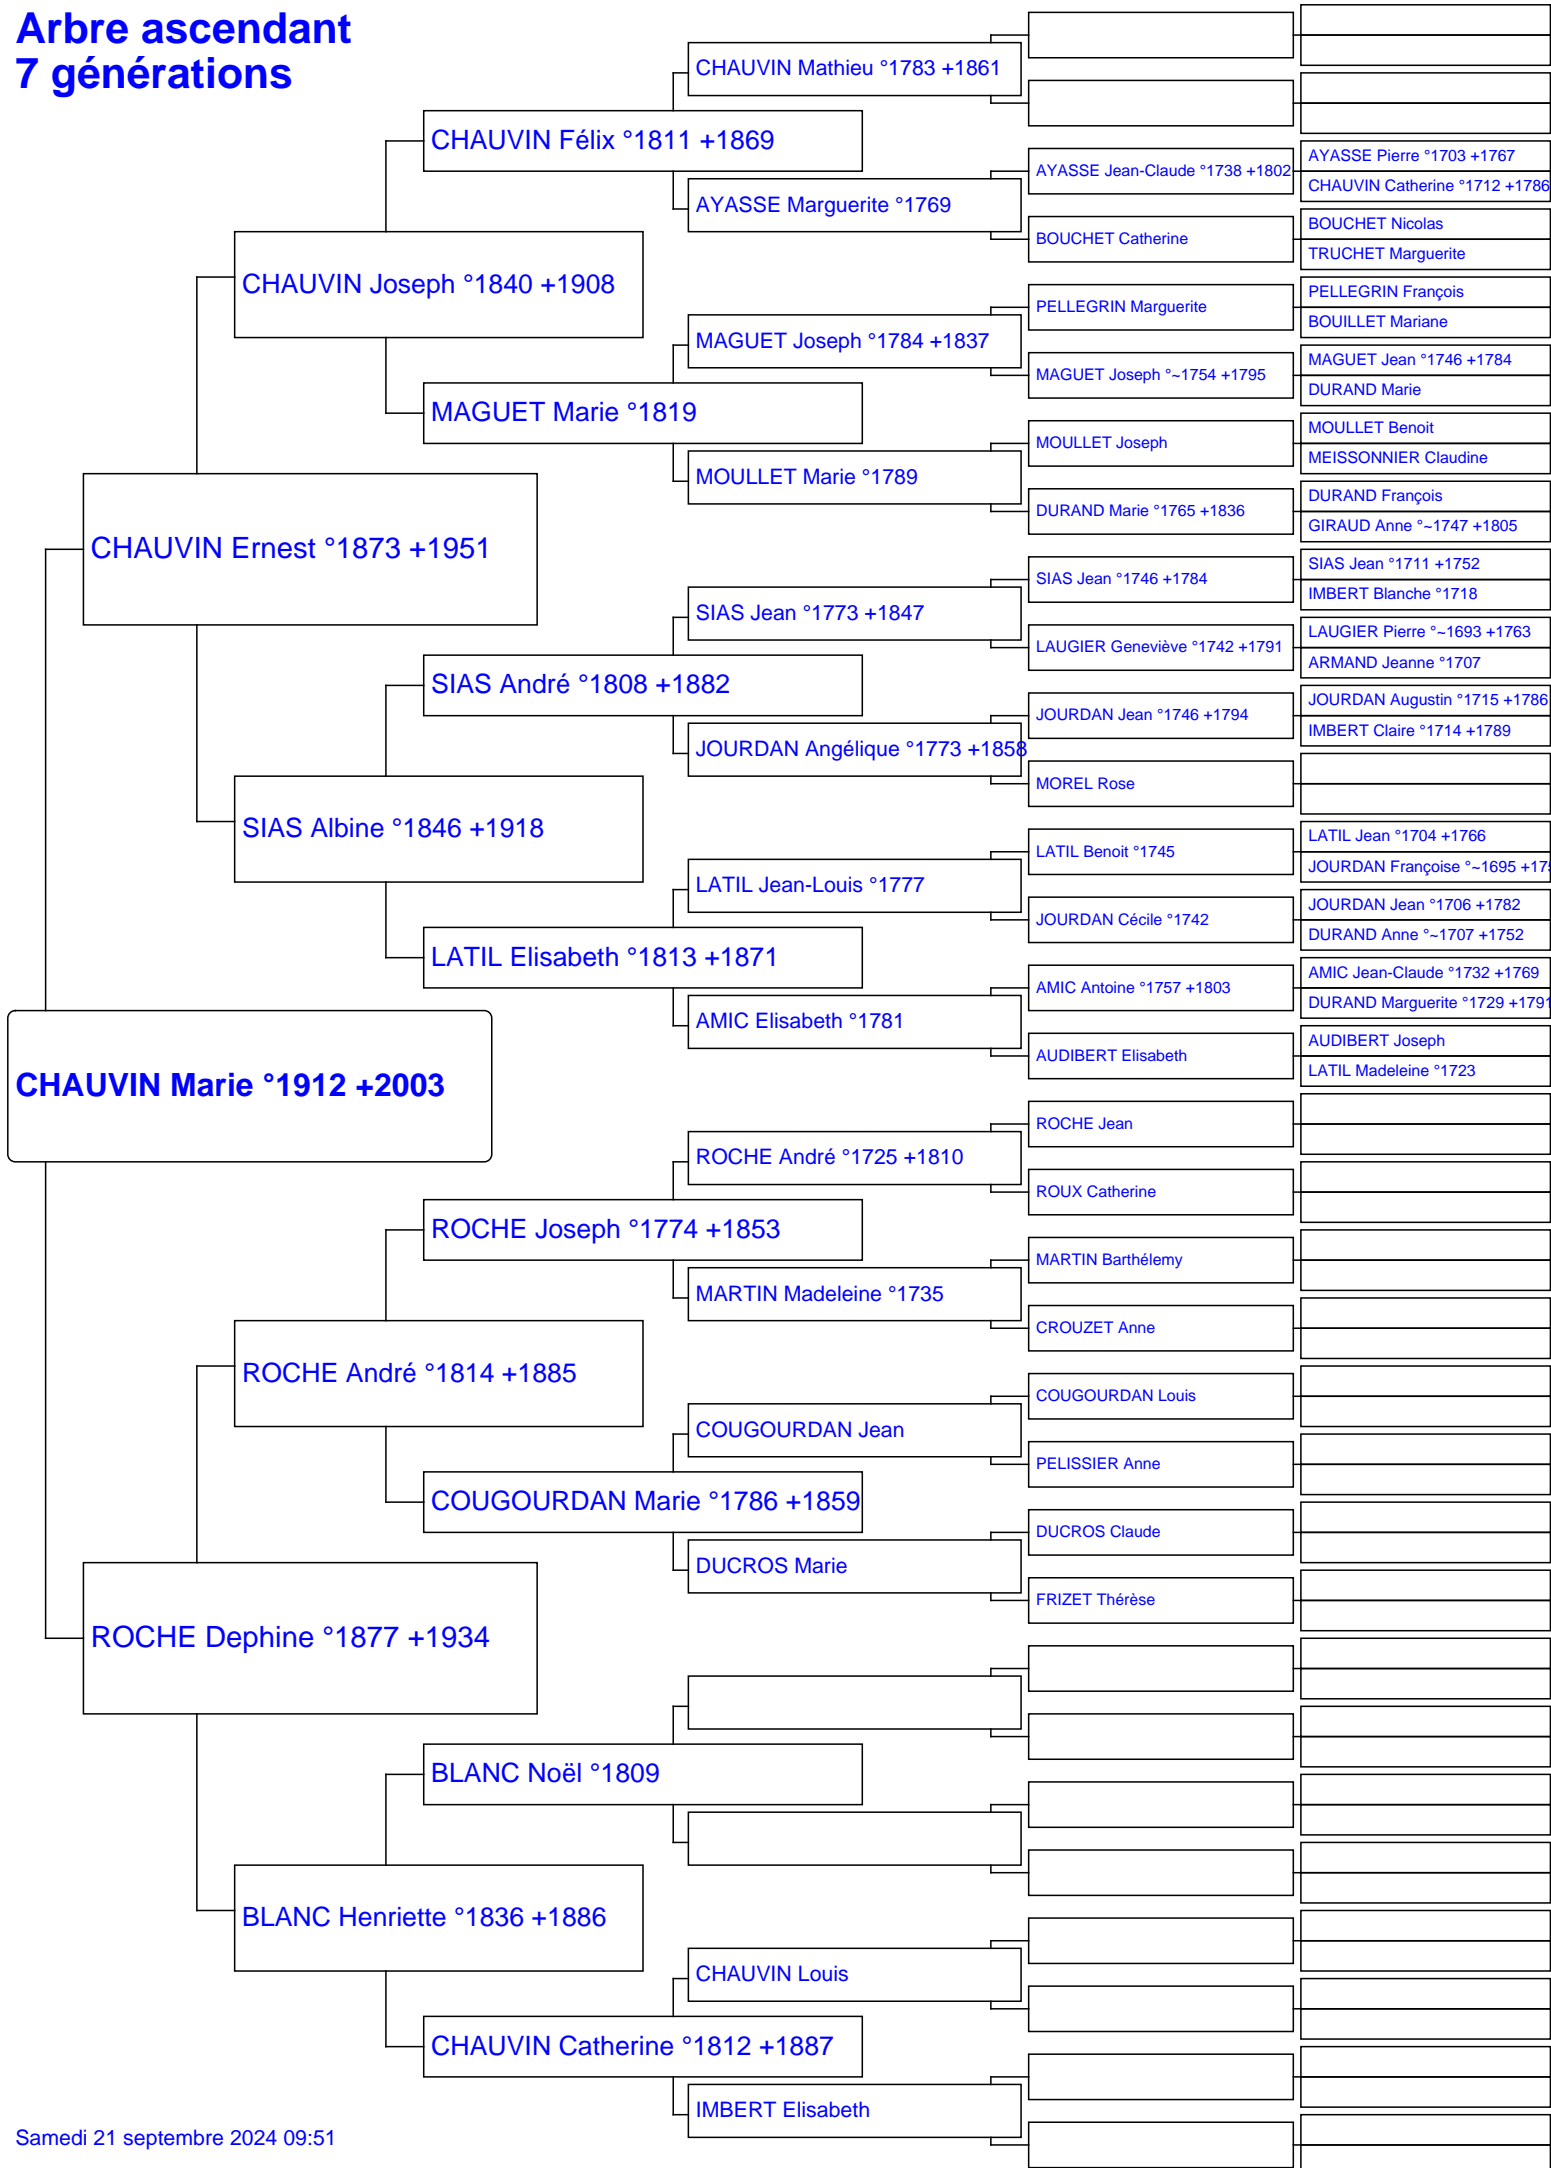 Arbre ascendant
7 générations
CHAUVIN Marie °1912 +2003
CHAUVIN Ernest °1873 +1951
ROCHE Dephine °1877 +1934
CHAUVIN Joseph °1840 +1908
SIAS Albine °1846 +1918
ROCHE André °1814 +1885
BLANC Henriette °1836 +1886
CHAUVIN Félix °1811 +1869
MAGUET Marie °1819
SIAS André °1808 +1882
LATIL Elisabeth °1813 +1871
ROCHE Joseph °1774 +1853
COUGOURDAN Marie °1786 +1859
BLANC Noël °1809
CHAUVIN Catherine °1812 +1887
CHAUVIN Mathieu °1783 +1861
AYASSE Marguerite °1769
MAGUET Joseph °1784 +1837
MOULLET Marie °1789
SIAS Jean °1773 +1847
JOURDAN Angélique °1773 +1858
LATIL Jean-Louis °1777
AMIC Elisabeth °1781
ROCHE André °1725 +1810
MARTIN Madeleine °1735
COUGOURDAN Jean
DUCROS Marie
CHAUVIN Louis
IMBERT Elisabeth
AYASSE Jean-Claude °1738 +1802
BOUCHET Catherine
PELLEGRIN Marguerite
MAGUET Joseph °~1754 +1795
MOULLET Joseph
DURAND Marie °1765 +1836
SIAS Jean °1746 +1784
LAUGIER Geneviève °1742 +1791
JOURDAN Jean °1746 +1794
MOREL Rose
LATIL Benoit °1745
JOURDAN Cécile °1742
AMIC Antoine °1757 +1803
AUDIBERT Elisabeth
ROCHE Jean
ROUX Catherine
MARTIN Barthélemy
CROUZET Anne
COUGOURDAN Louis
PELISSIER Anne
DUCROS Claude
FRIZET Thérèse
AYASSE Pierre °1703 +1767
CHAUVIN Catherine °1712 +1786
BOUCHET Nicolas
TRUCHET Marguerite
PELLEGRIN François
BOUILLET Mariane
MAGUET Jean °1746 +1784
DURAND Marie
MOULLET Benoit
MEISSONNIER Claudine
DURAND François
GIRAUD Anne °~1747 +1805
SIAS Jean °1711 +1752
IMBERT Blanche °1718
LAUGIER Pierre °~1693 +1763
ARMAND Jeanne °1707
JOURDAN Augustin °1715 +1786
IMBERT Claire °1714 +1789
LATIL Jean °1704 +1766
JOURDAN Françoise °~1695
JOURDAN Jean °1706 +1782
DURAND Anne °~1707 +1752
AMIC Jean-Claude °1732 +1769
DURAND Marguerite °1729 +1791
AUDIBERT Joseph
LATIL Madeleine °1723
Samedi 21 septembre 2024 09:51